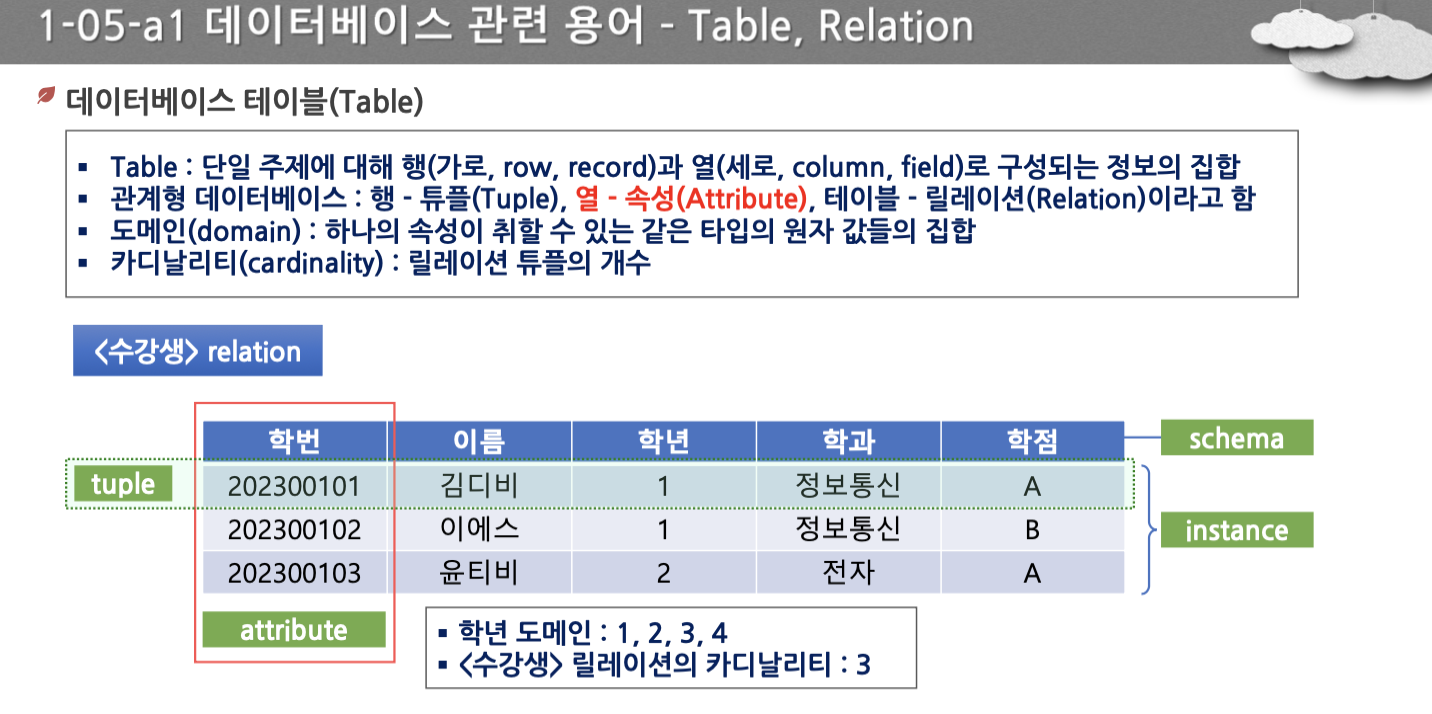 1-05-a1 데이터베이스 관련 용어 - Table, Relation
데이터베이스 테이블(Table)
▪ Table : 단일 주제에 대해 행(가로, row, record)과 열(세로, column, field)로 구성되는 정보의 집합
▪ 관계형 데이터베이스 : 행 - 튜플(Tuple), 열 - 속성(Attribute), 테이블 - 릴레이션(Relation)이라고 함
▪ 도메인(domain) : 하나의 속성이 취할 수 있는 같은 타입의 원자 값들의 집합
▪ 카디날리티(cardinality) : 릴레이션 튜플의 개수
<수강생> relation
학번 이름 학년 학과 학점 schema
tuple 202300101 김디비 1 정보통신 A
202300102 이에스 1 정보통신 B instance
202300103 윤티비 2 전자 A
attribute
▪ 학년 도메인 : 1, 2, 3, 4
▪ <수강생> 릴레이션의 카디날리티 : 3